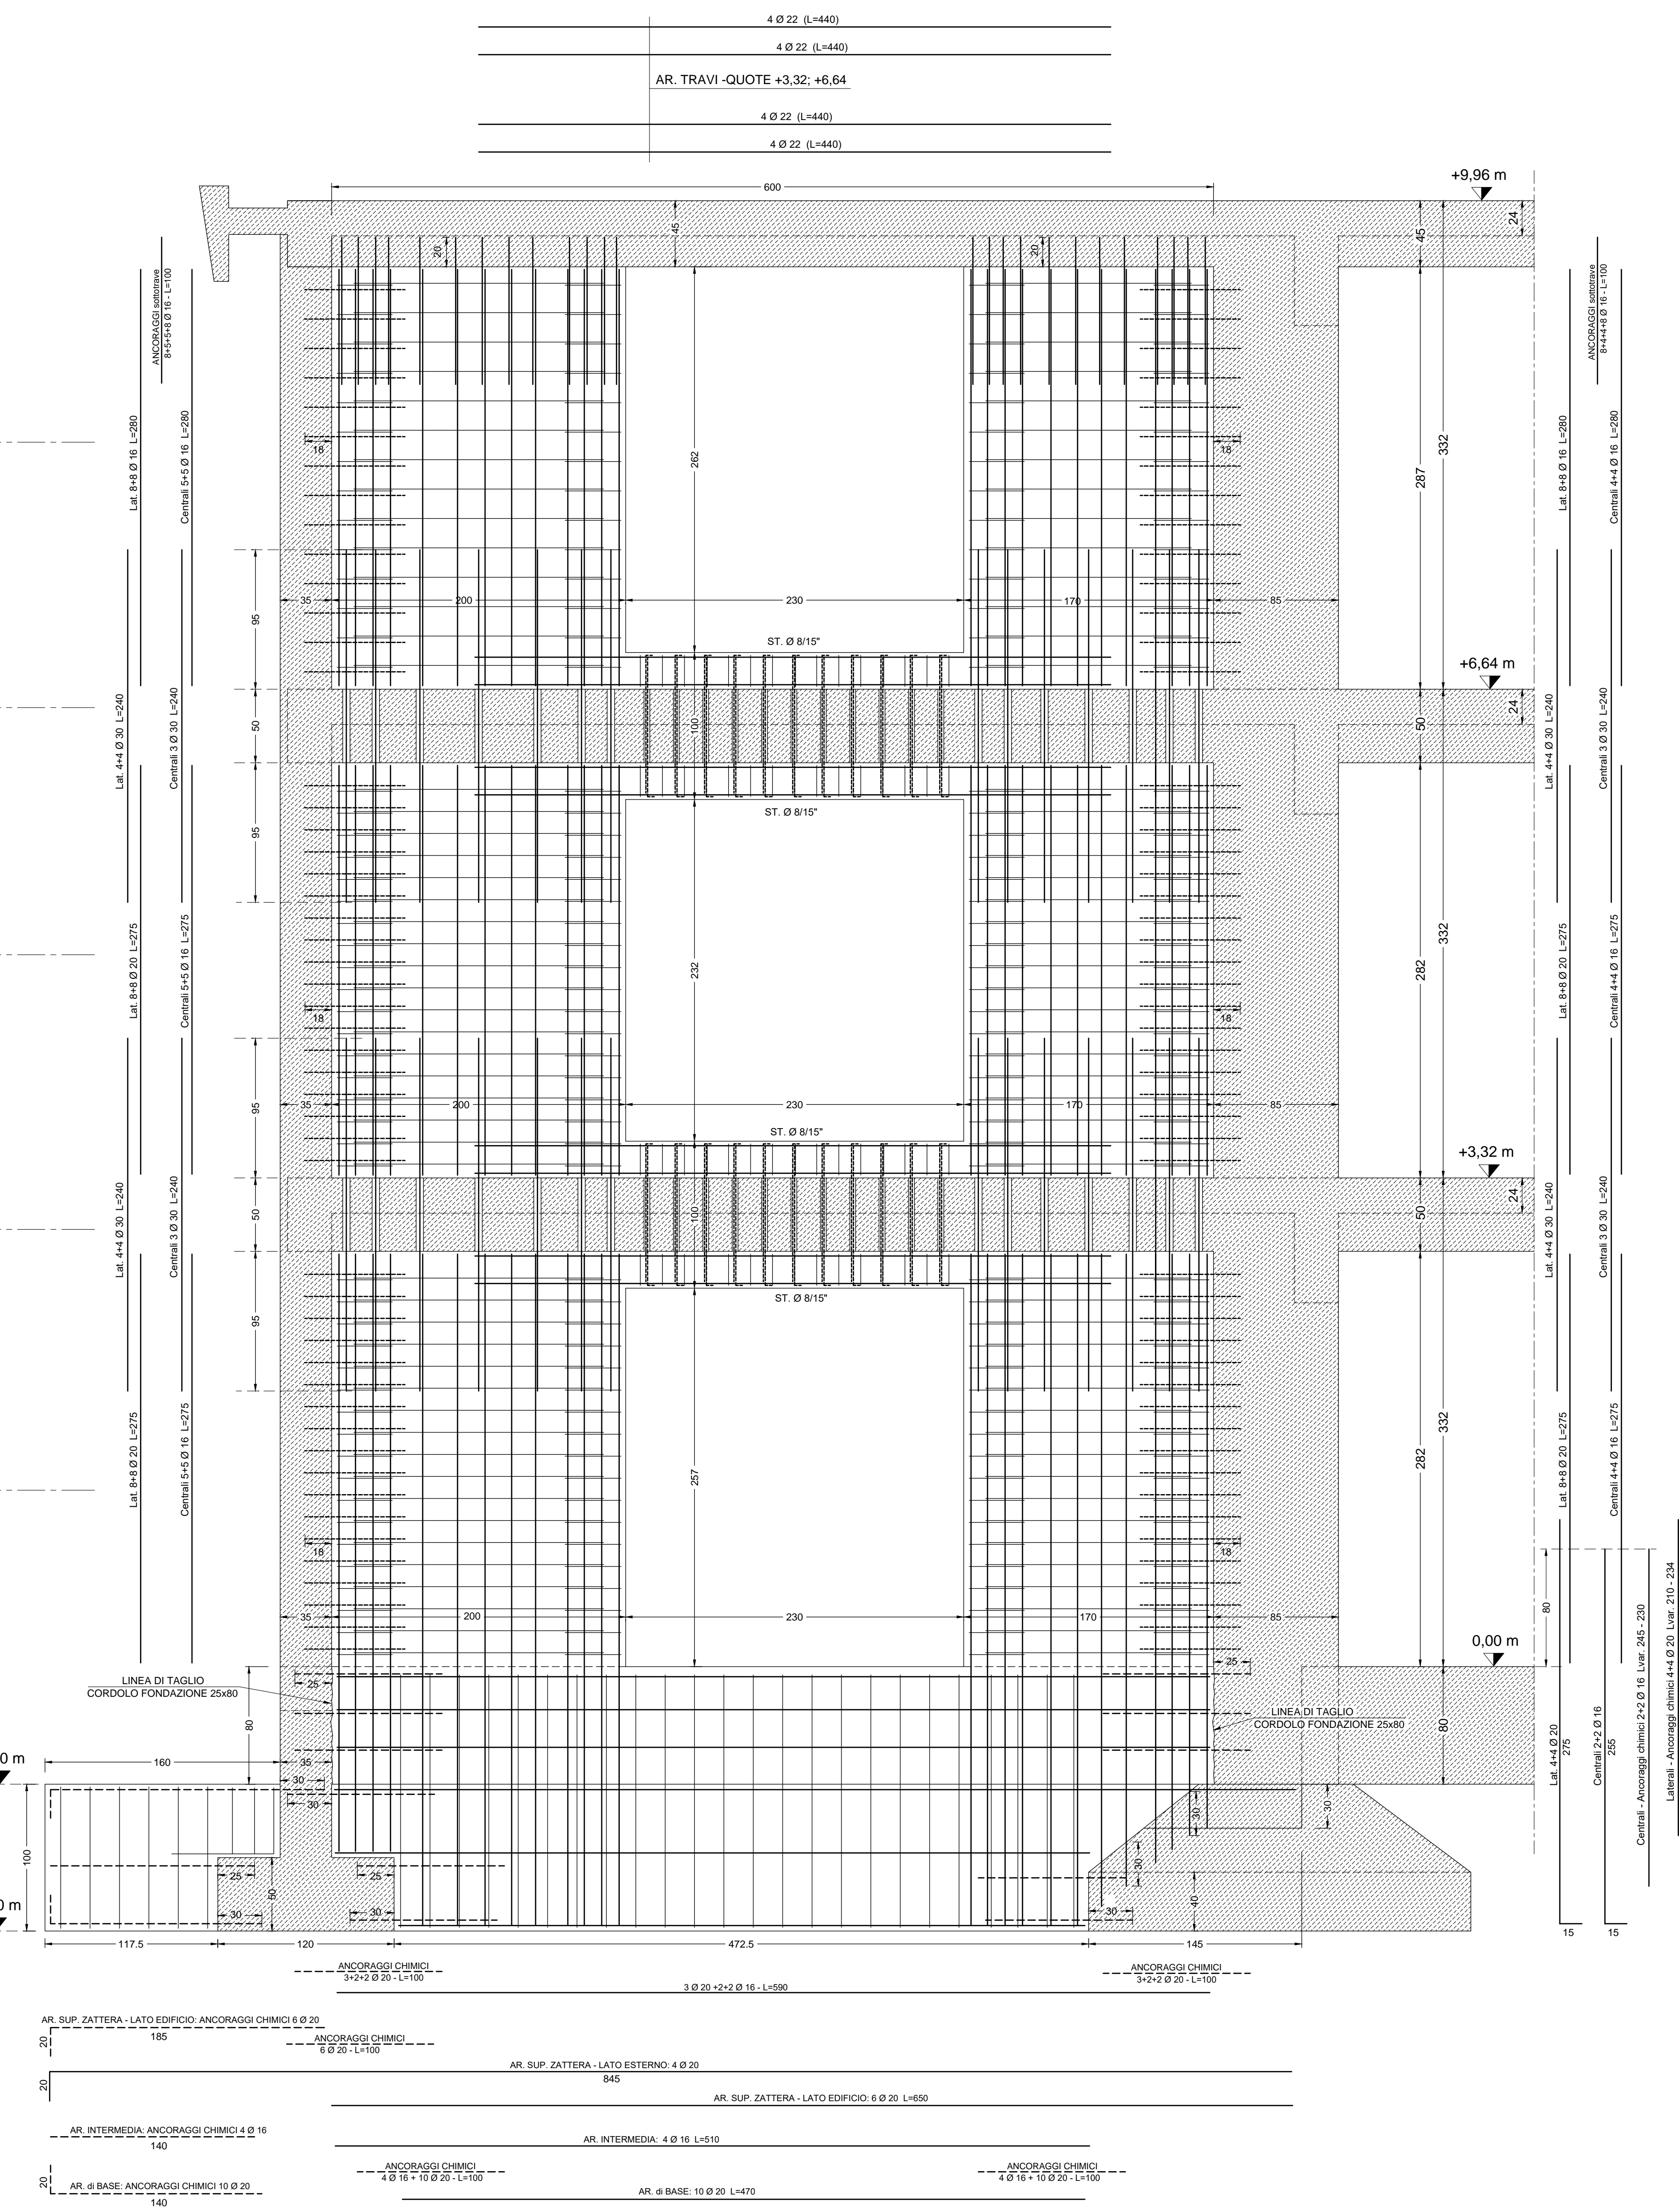 4 Ø 22 (L=440)
4 Ø 22 (L=440)
AR. TRAVI -QUOTE +3,32; +6,64
4 Ø 22 (L=440)
4 Ø 22 (L=440)
600
+9,96 m
45
20
20
45
24
ANCORAGGI sottotrave
8+5+5+8 Ø 16 - L=100
ANCORAGGI sottotrave
8+4+4+8 Ø 16 - L=100
Lat. 8+8 Ø 16 L=280
Centrali 5+5 Ø 16 L=280
18
262
18
287
332
Lat. 8+8 Ø 16 L=280
Centrali 4+4 Ø 16 L=280
95
35
200
230
170
85
ST. Ø 8/15"
+6,64 m
Lat. 4+4 Ø 30 L=240
Centrali 3 Ø 30 L=240
50
100
50
24
Lat. 4+4 Ø 30 L=240
Centrali 3 Ø 30 L=240
95
ST. Ø 8/15"
Lat. 8+8 Ø 20 L=275
Centrali 5+5 Ø 16 L=275
18
232
18
282
332
Lat. 8+8 Ø 20 L=275
Centrali 4+4 Ø 16 L=275
95
35
200
230
170
85
ST. Ø 8/15"
+3,32 m
Lat. 4+4 Ø 30 L=240
Centrali 3 Ø 30 L=240
50
100
50
24
Lat. 4+4 Ø 30 L=240
Centrali 3 Ø 30 L=240
95
ST. Ø 8/15"
Lat. 8+8 Ø 20 L=275
Centrali 5+5 Ø 16 L=275
257
282
332
Lat. 8+8 Ø 20 L=275
Centrali 4+4 Ø 16 L=275
18
18
35
200
230
170
85
80
0,00 m
LINEA DI TAGLIO
CORDOLO FONDAZIONE 25x80
25
25
LINEA DI TAGLIO
CORDOLO FONDAZIONE 25x80
80
80
Lat. 4+4 Ø 20
275
Centrali 2+2 Ø 16
255
Centrali - Ancoraggi chimici 2+2 Ø 16 Lvar. 245 - 230
Laterali - Ancoraggi chimici 4+4 Ø 20 Lvar. 210 - 234
0 m
160
35
30
30
30
30
100
25
25
30
50
30
30
30
40
0 m
15
15
117.5
120
472.5
145
ANCORAGGI CHIMICI
3+2+2 Ø 20 - L=100
ANCORAGGI CHIMICI
3+2+2 Ø 20 - L=100
3 Ø 20 +2+2 Ø 16 - L=590
AR. SUP. ZATTERA - LATO EDIFICIO: ANCORAGGI CHIMICI 6 Ø 20
20
185
ANCORAGGI CHIMICI
6 Ø 20 - L=100
AR. SUP. ZATTERA - LATO ESTERNO: 4 Ø 20
20
845
AR. SUP. ZATTERA - LATO EDIFICIO: 6 Ø 20 L=650
AR. INTERMEDIA: ANCORAGGI CHIMICI 4 Ø 16
140
AR. INTERMEDIA: 4 Ø 16 L=510
ANCORAGGI CHIMICI
4 Ø 16 + 10 Ø 20 - L=100
ANCORAGGI CHIMICI
4 Ø 16 + 10 Ø 20 - L=100
20
AR. di BASE: ANCORAGGI CHIMICI 10 Ø 20
140
AR. di BASE: 10 Ø 20 L=470